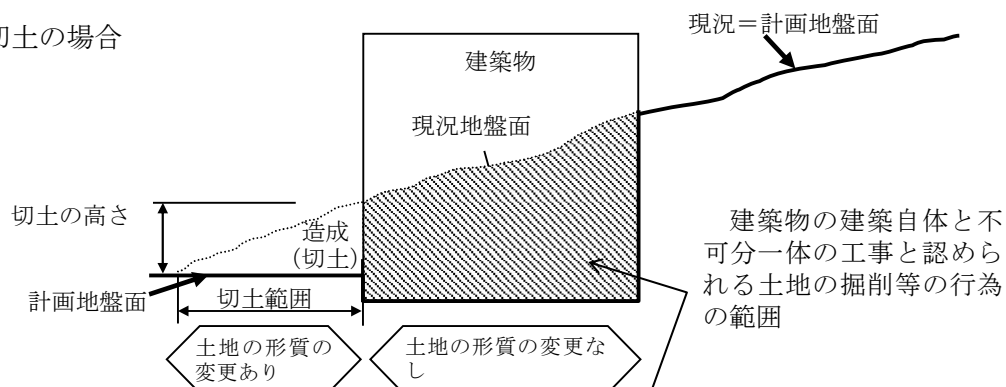 切土の場合
現況＝計画地盤面
建築物
現況地盤面
切土の高さ
造成
(切土)
建築物の建築自体と不
可分一体の工事と認めら
れる土地の掘削等の行為
の範囲
計画地盤面
切土範囲
土地の形質の
変更あり
土地の形質の変更な
し